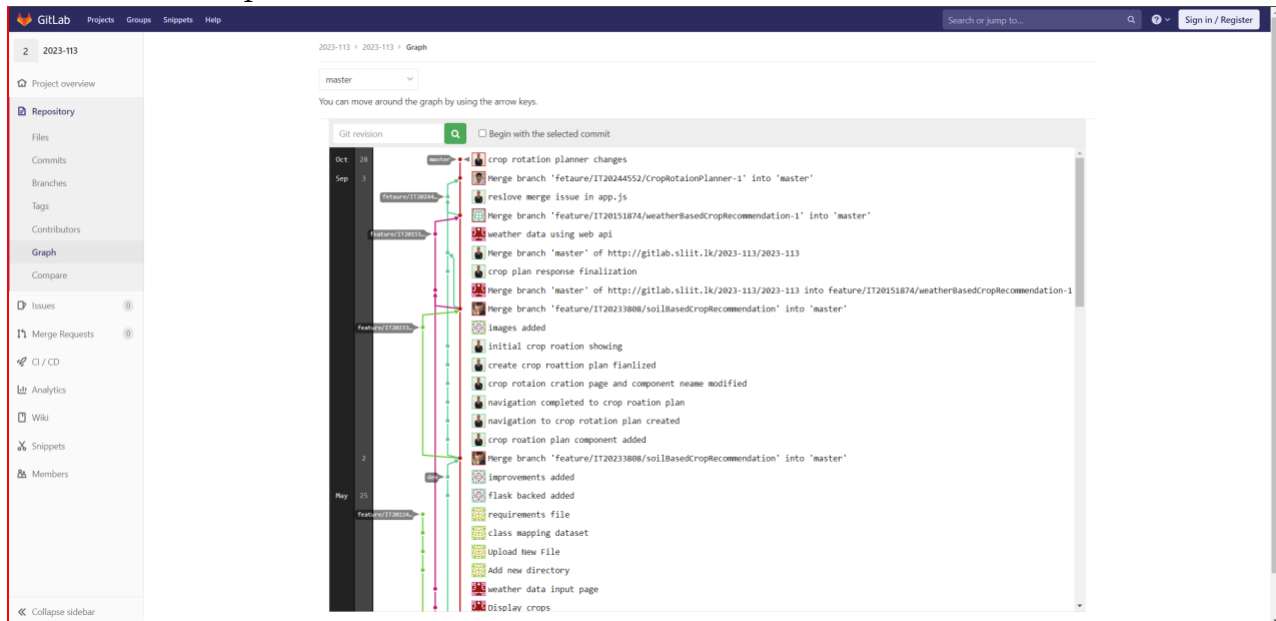 GitLab Projects Groups Snippets Help Search or jump to... Sign in / Register
2 2023-113
2023-113 > 2023-113 > Graph
Project overview
Repository
Files
Commits
Branches
Tags
Contributors
Graph
Compare
Issues 0
Merge Requests 0
CI / CD
Analytics
Wiki
Snippets
Members
Collapse sidebar
master
You can move around the graph by using the arrow keys.
Git revision Begin with the selected commit
Oct 28 master crop rotation planner changes
Sep 3 Merge branch 'fetaure/IT20244552/CropRotaionPlanner-1' into 'master'
fetaure/IT20244… reslove merge issue in app.js
Merge branch 'feature/IT20151874/weatherBasedCropRecommendation-1' into 'master'
feature/IT20151… weather data using web api
Merge branch 'master' of http://gitlab.sliit.lk/2023-113/2023-113
crop plan response finalization
Merge branch 'master' of http://gitlab.sliit.lk/2023-113/2023-113 into feature/IT20151874/weatherBasedCropRecommendation-1
Merge branch 'feature/IT20233808/soilBasedCropRecommendation' into 'master'
feature/IT20233… images added
initial crop roation showing
create crop roattion plan fianlized
crop rotaion cration page and component neame modified
navigation completed to crop roation plan
navigation to crop rotation plan created
crop roation plan component added
2 Merge branch 'feature/IT20233808/soilBasedCropRecommendation' into 'master'
dev improvements added
May 25 flask backed added
feature/IT20224… requirements file
class mapping dataset
Upload New File
Add new directory
weather data input page
Display crops